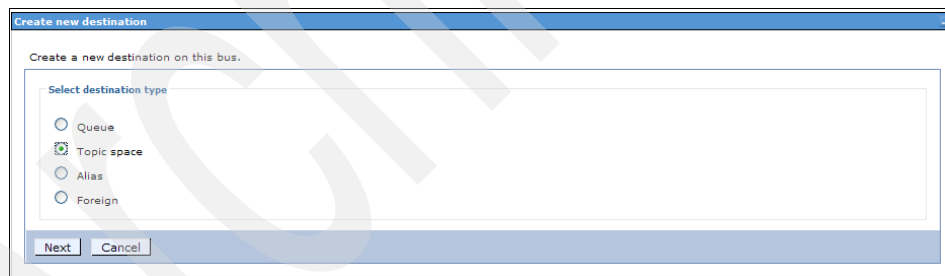 Create new destination
Create a new destination on this bus.
Select destination type
Queue
Topic space
Alias
Foreign
Next Cancel